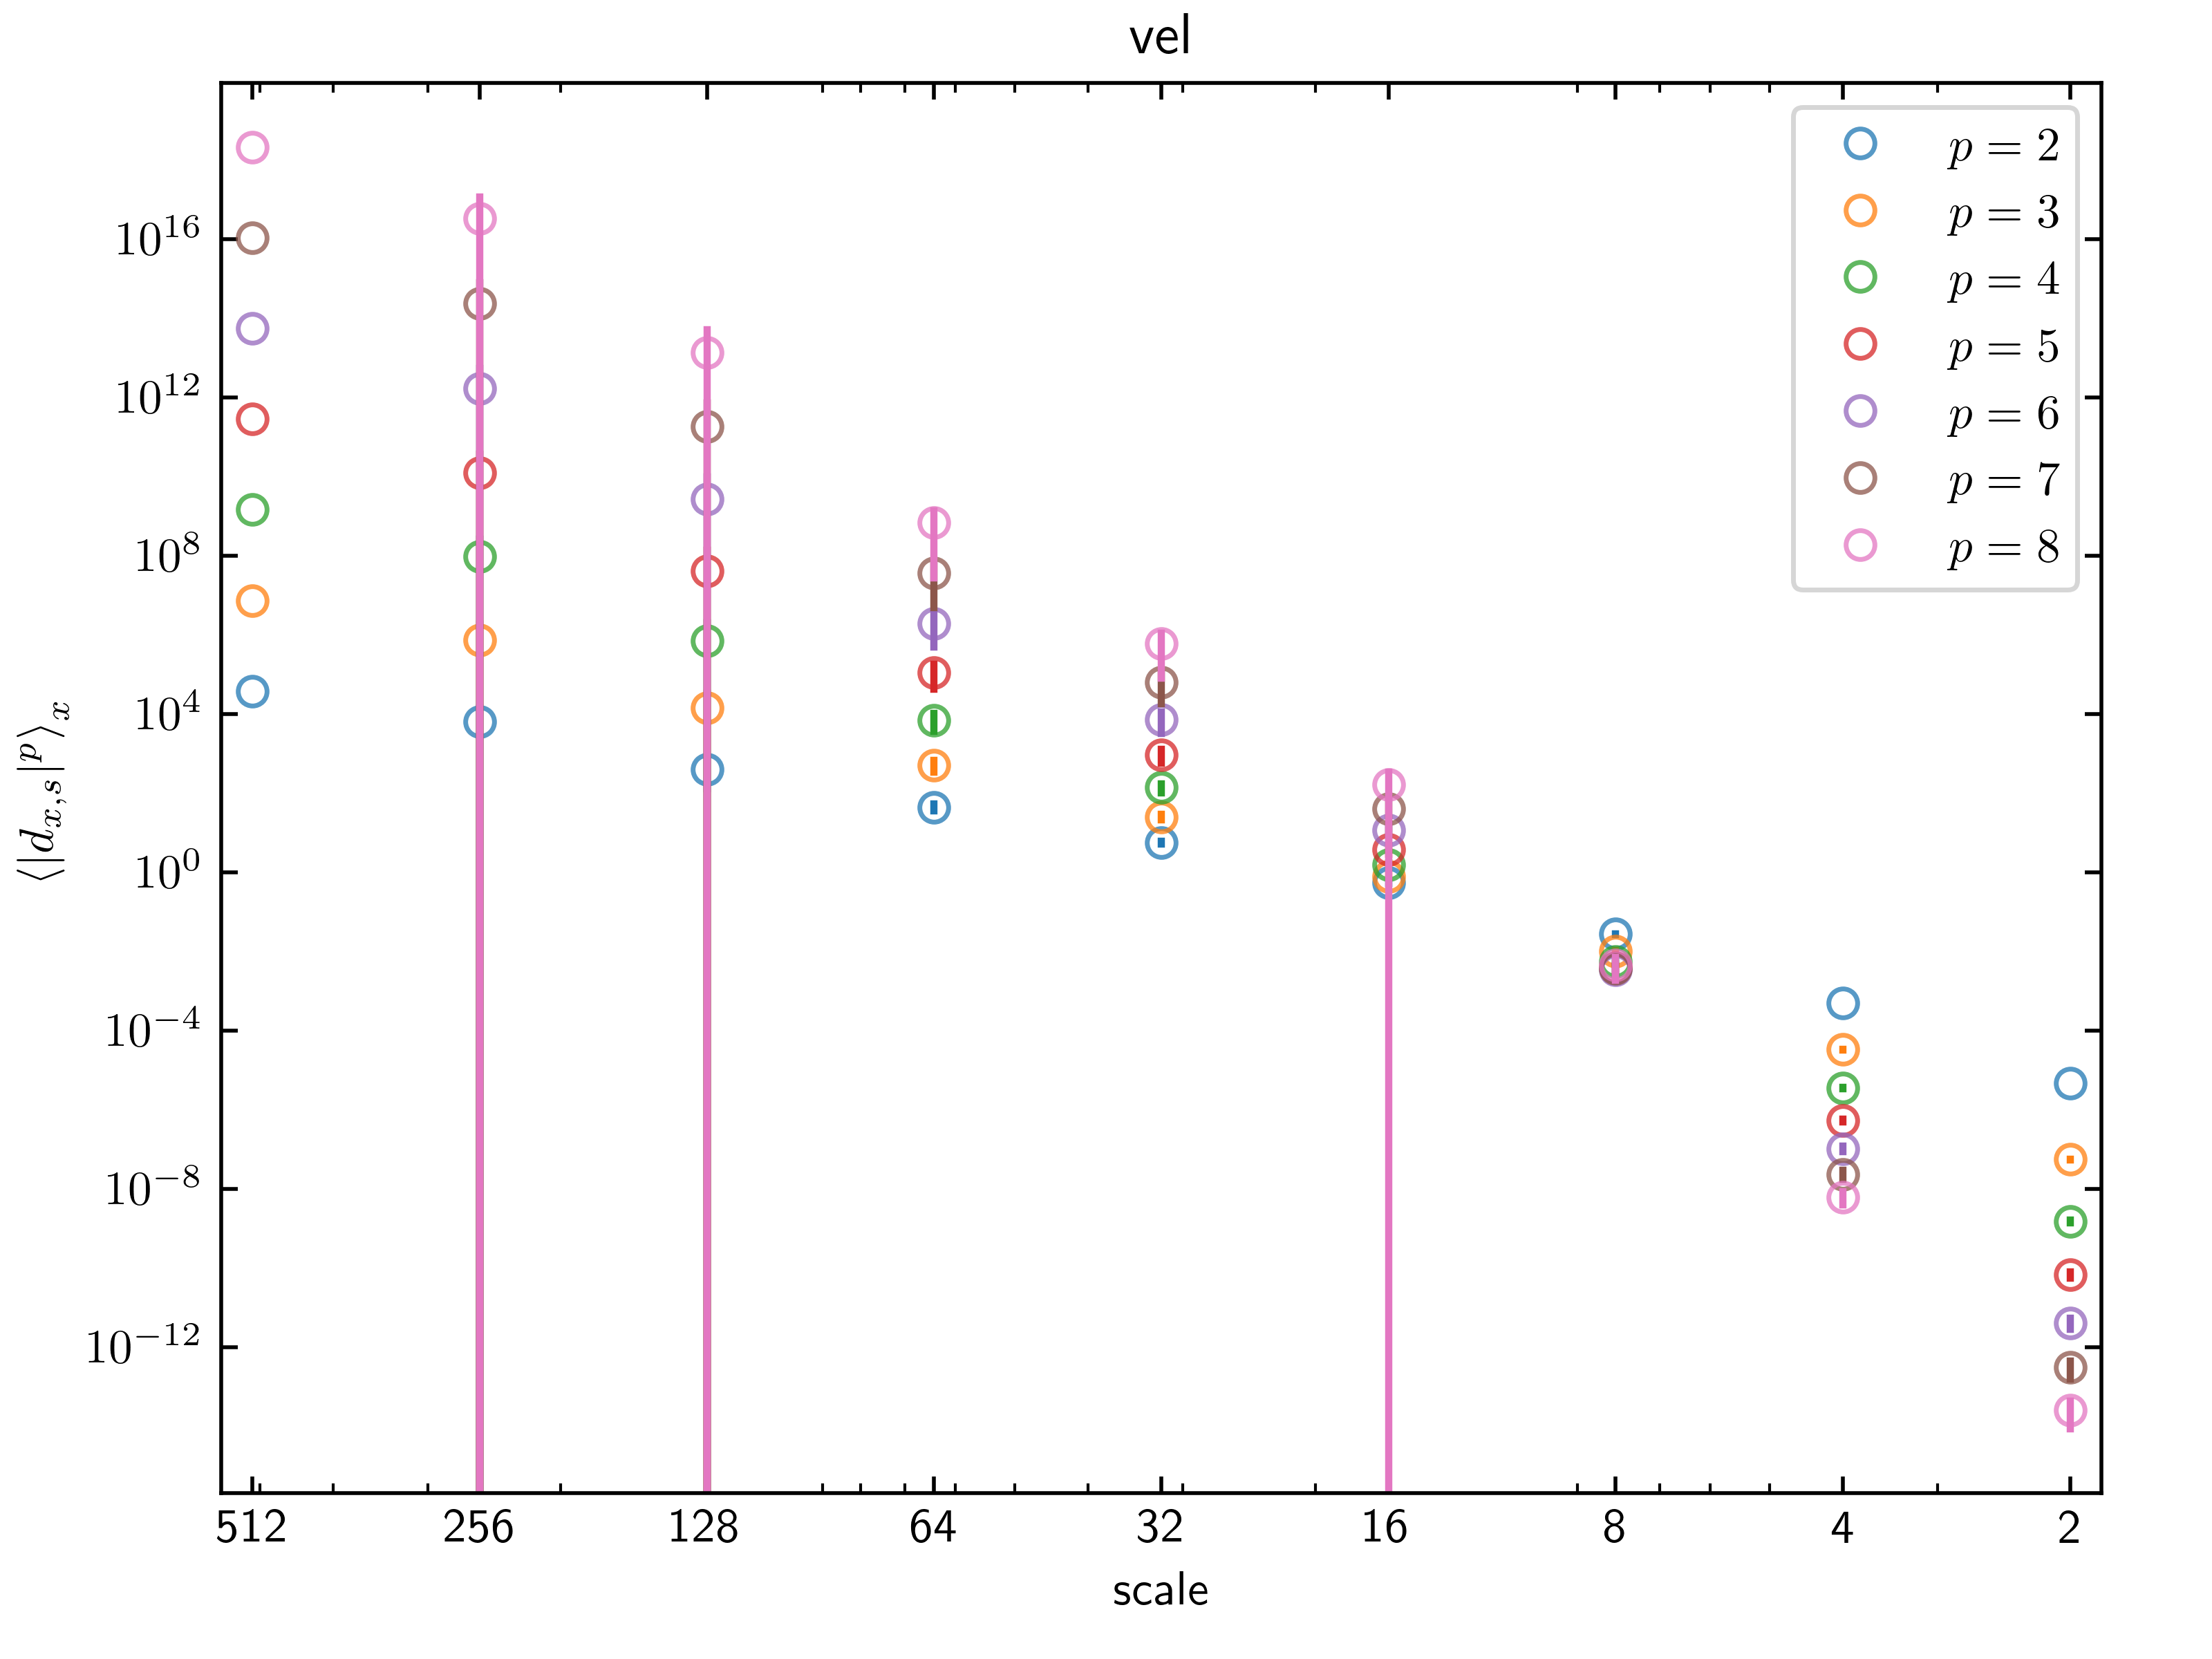 vel
p = 2
p = 3
p = 4
p = 5
p = 6
p = 7
p = 8
10^16
10^12
10^8
10^4
10^0
10^−4
10^−8
10^−12
⟨|d_{x,s}|^p⟩_x
512 256 128 64 32 16 8 4 2
scale